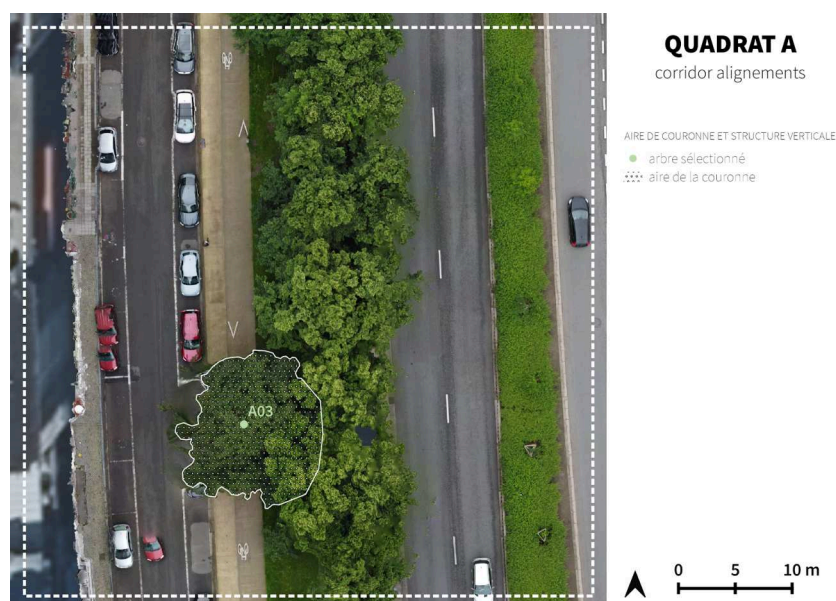 QUADRAT A
corridor alignements
AIRE DE COURONNE ET STRUCTURE VERTICALE
arbre sélectionné
aire de la couronne
A03
0 5 10 m